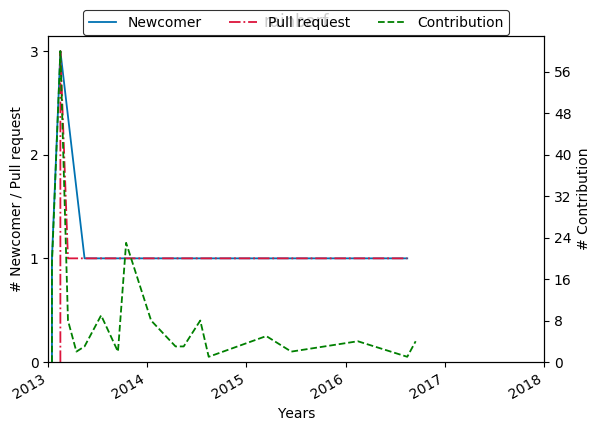 Newcomer Pull request Contribution
3
2
1
0
56
48
40
32
24
16
8
0
# Newcomer / Pull request
# Contribution
2013 2014 2015 2016 2017 2018
Years